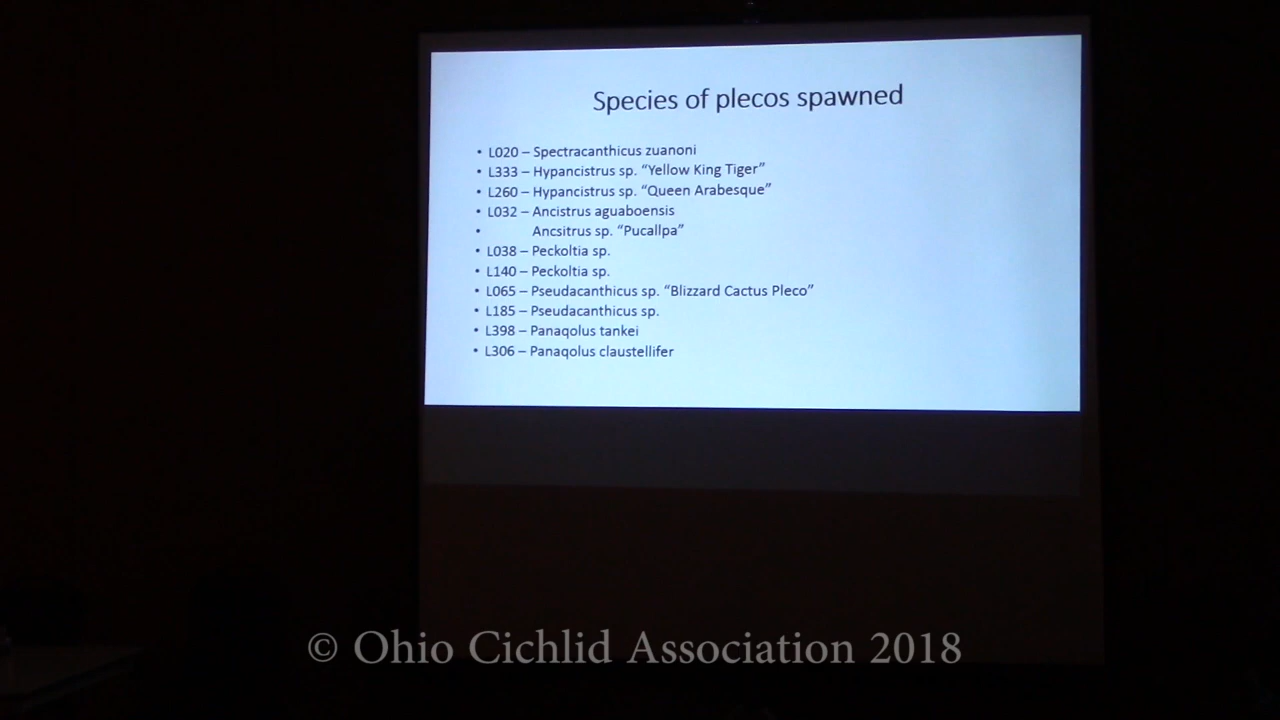 Species of plecos spawned
• L020 – Spectracanthicus zuanoni
• L333 – Hypancistrus sp. “Yellow King Tiger”
• L260 – Hypancistrus sp. “Queen Arabesque”
• L032 – Ancistrus aguaboensis
• Ancsitrus sp. “Pucallpa”
• L038 – Peckoltia sp.
• L140 – Peckoltia sp.
• L065 – Pseudacanthicus sp. “Blizzard Cactus Pleco”
• L185 – Pseudacanthicus sp.
• L398 – Panaqolus tankei
• L306 – Panaqolus claustellifer
© Ohio Cichlid Association 2018